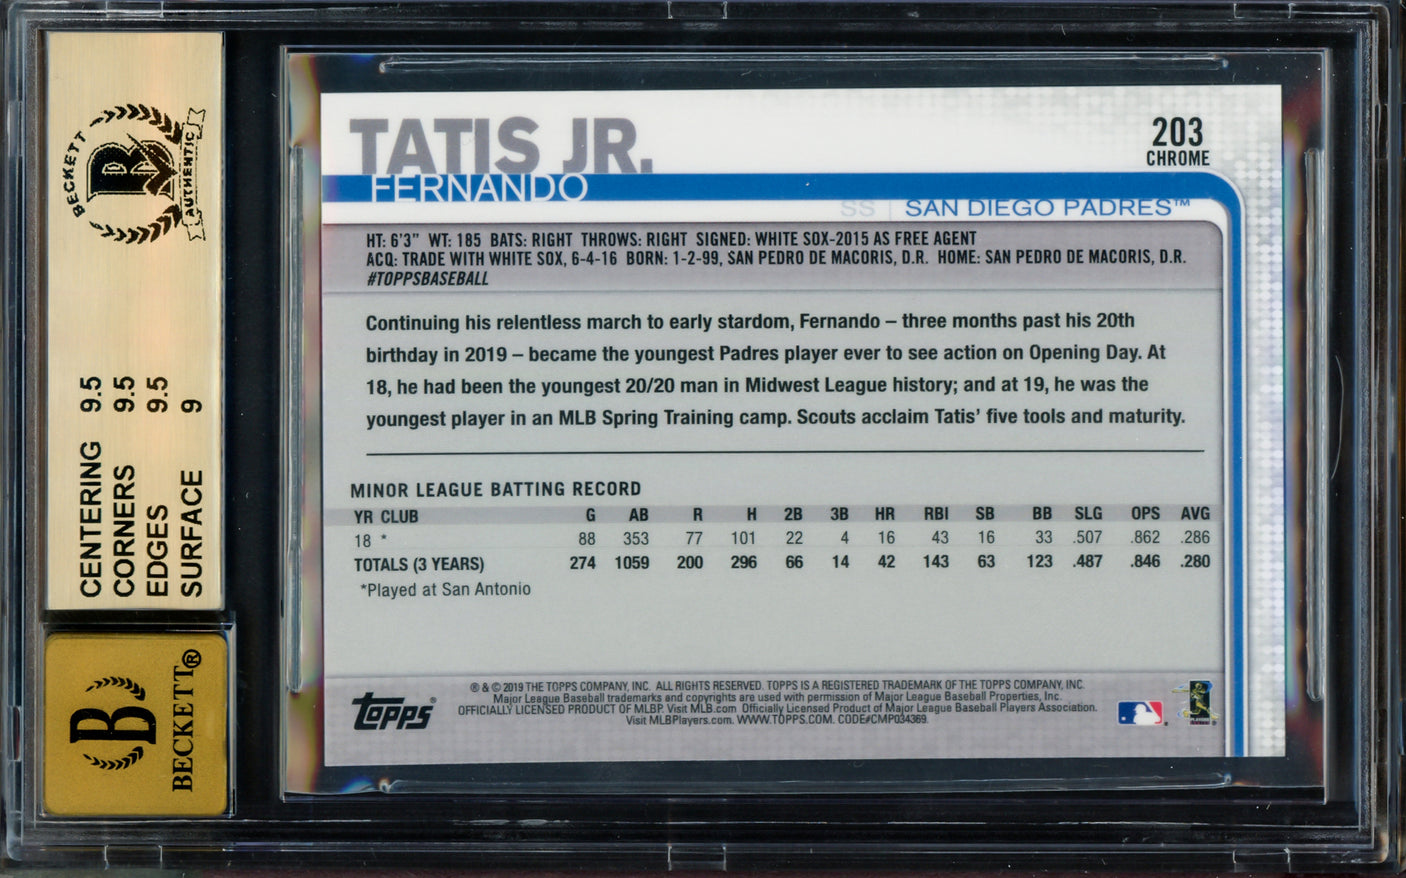 BECKETT
B
AUTHENTIC
CENTERING 9.5
CORNERS 9.5
EDGES 9.5
SURFACE 9
B
BECKETT®
TATIS JR.
FERNANDO
203
CHROME
SS | SAN DIEGO PADRES™
HT: 6'3" WT: 185 BATS: RIGHT THROWS: RIGHT SIGNED: WHITE SOX-2015 AS FREE AGENT
ACQ: TRADE WITH WHITE SOX, 6-4-16 BORN: 1-2-99, SAN PEDRO DE MACORIS, D.R. HOME: SAN PEDRO DE MACORIS, D.R.
#TOPPSBASEBALL
Continuing his relentless march to early stardom, Fernando – three months past his 20th
birthday in 2019 – became the youngest Padres player ever to see action on Opening Day. At
18, he had been the youngest 20/20 man in Midwest League history; and at 19, he was the
youngest player in an MLB Spring Training camp. Scouts acclaim Tatis' five tools and maturity.
MINOR LEAGUE BATTING RECORD
YR CLUB G AB R H 2B 3B HR RBI SB BB SLG OPS AVG
18 * 88 353 77 101 22 4 16 43 16 33 .507 .862 .286
TOTALS (3 YEARS) 274 1059 200 296 66 14 42 143 63 123 .487 .846 .280
*Played at San Antonio
topps®
® & © 2019 THE TOPPS COMPANY, INC. ALL RIGHTS RESERVED. TOPPS IS A REGISTERED TRADEMARK OF THE TOPPS COMPANY, INC.
Major League Baseball trademarks and copyrights are used with permission of Major League Baseball Properties, Inc.
OFFICIALLY LICENSED PRODUCT OF MLBP. Visit MLB.com Officially Licensed Product of Major League Baseball Players Association.
Visit MLBPlayers.com. WWW.TOPPS.COM. CODE#CMP034369.